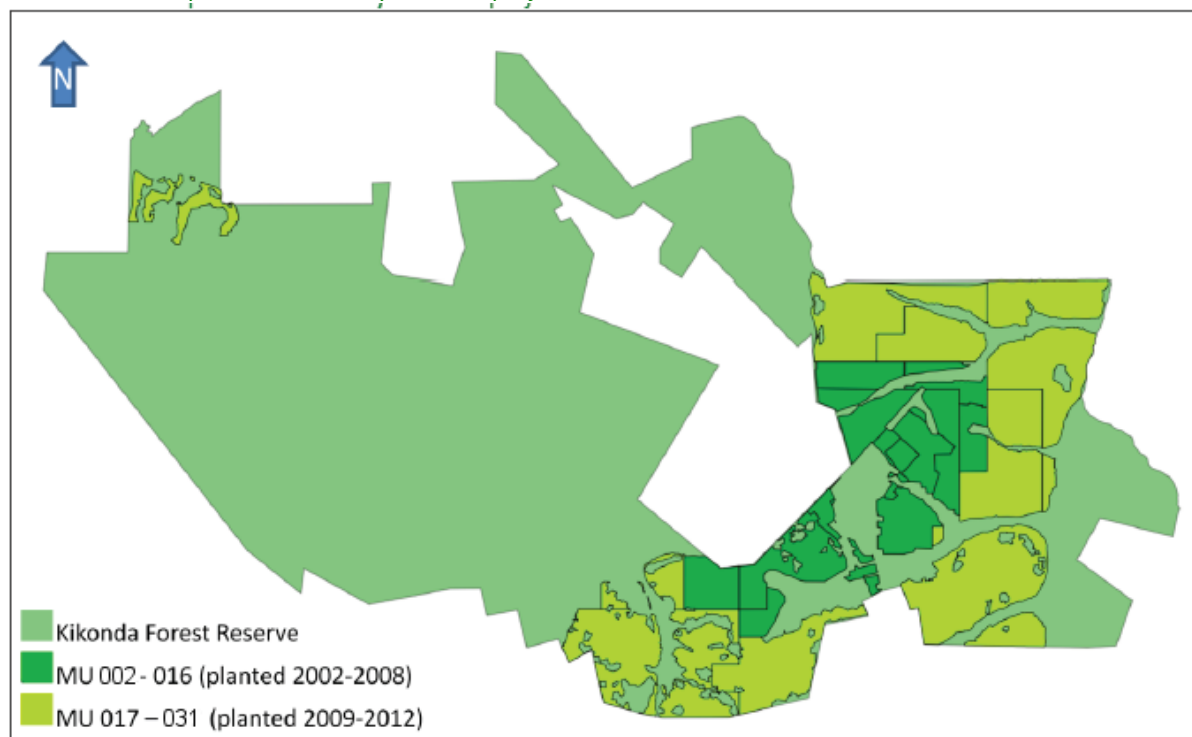 N
Kikonda Forest Reserve
MU 002 - 016 (planted 2002-2008)
MU 017 – 031 (planted 2009-2012)